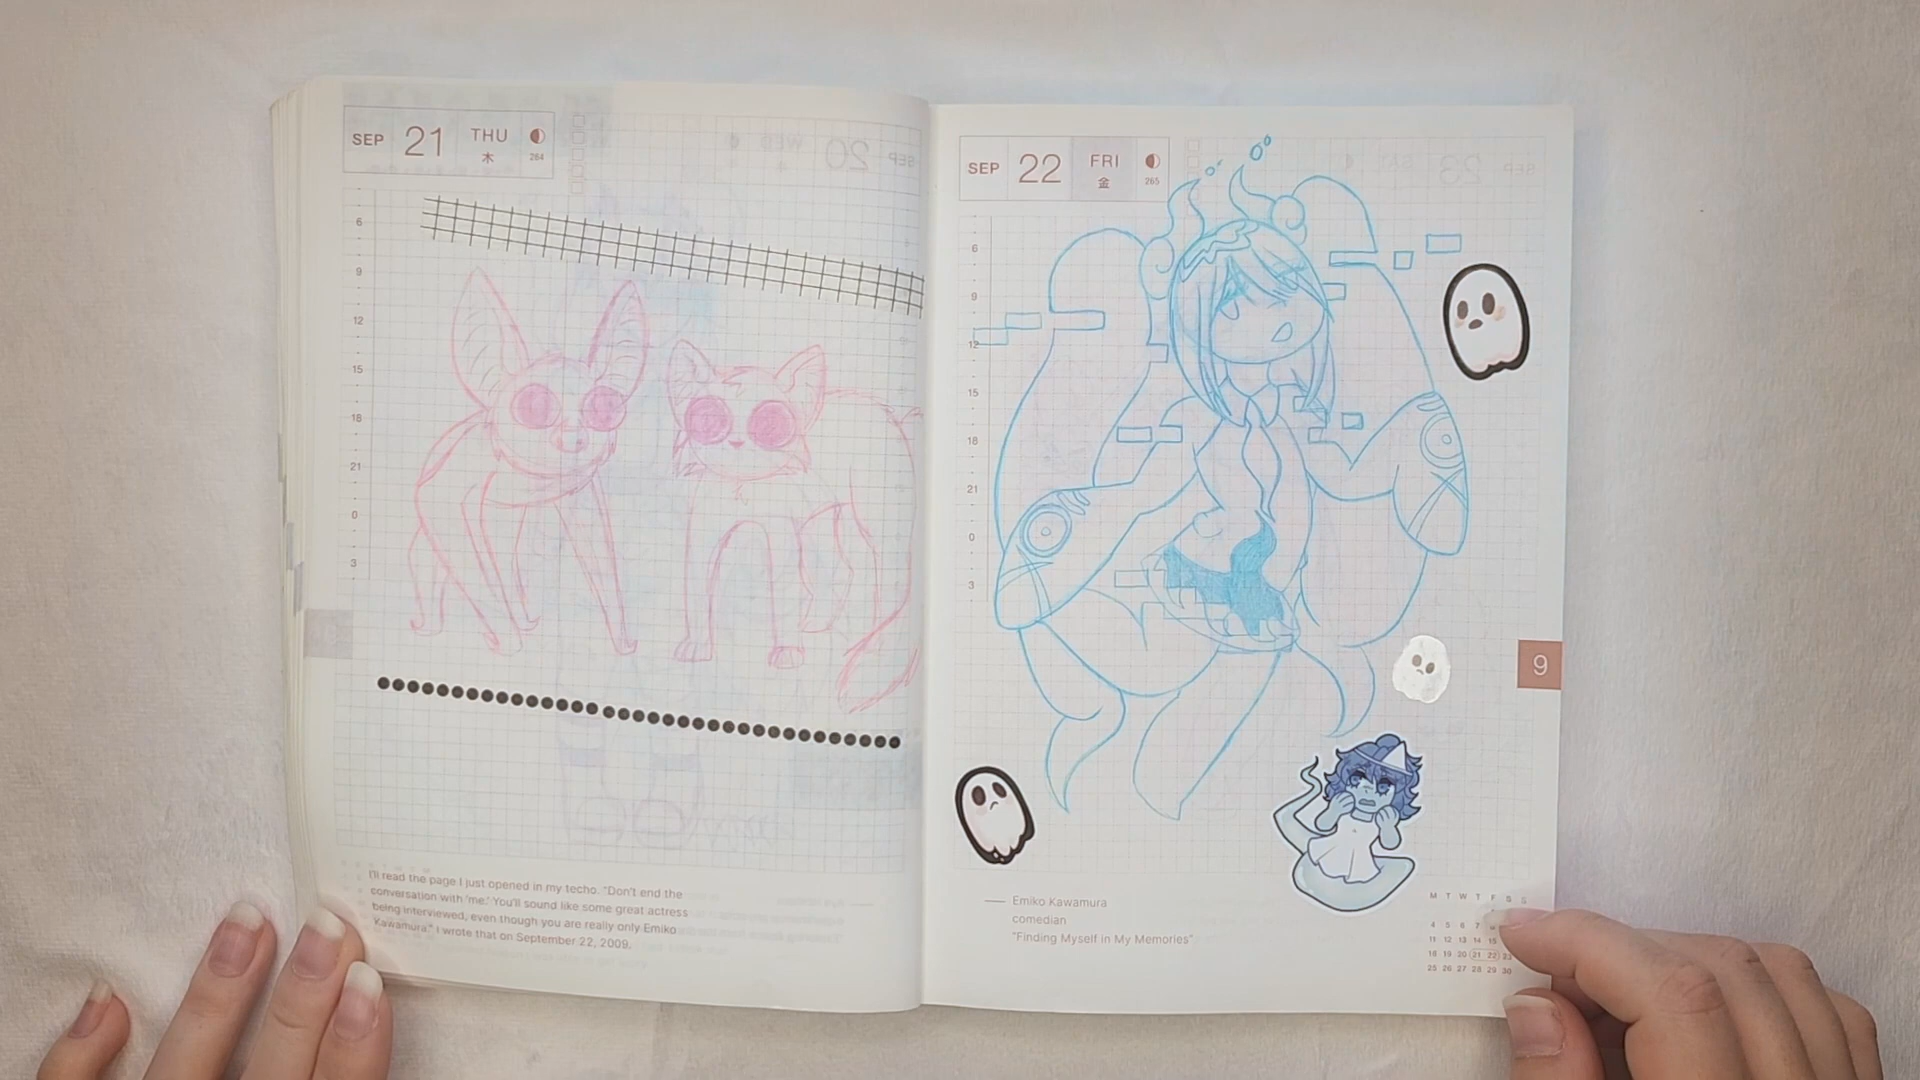 SEP 21 THU 木 264
6
9
12
15
18
21
0
3
I'll read the page I just opened in my techo. "Don't end the
conversation with 'me.' You'll sound like some great actress
being interviewed, even though you are really only Emiko
Kawamura." I wrote that on September 22, 2009.
SEP 22 FRI 金 265
6
9
12
15
18
21
0
3
9
Emiko Kawamura
comedian
"Finding Myself in My Memories"
M T W T F S S
4 5 6 7 8
11 12 13 14 15
18 19 20 21 22 23
25 26 27 28 29 30